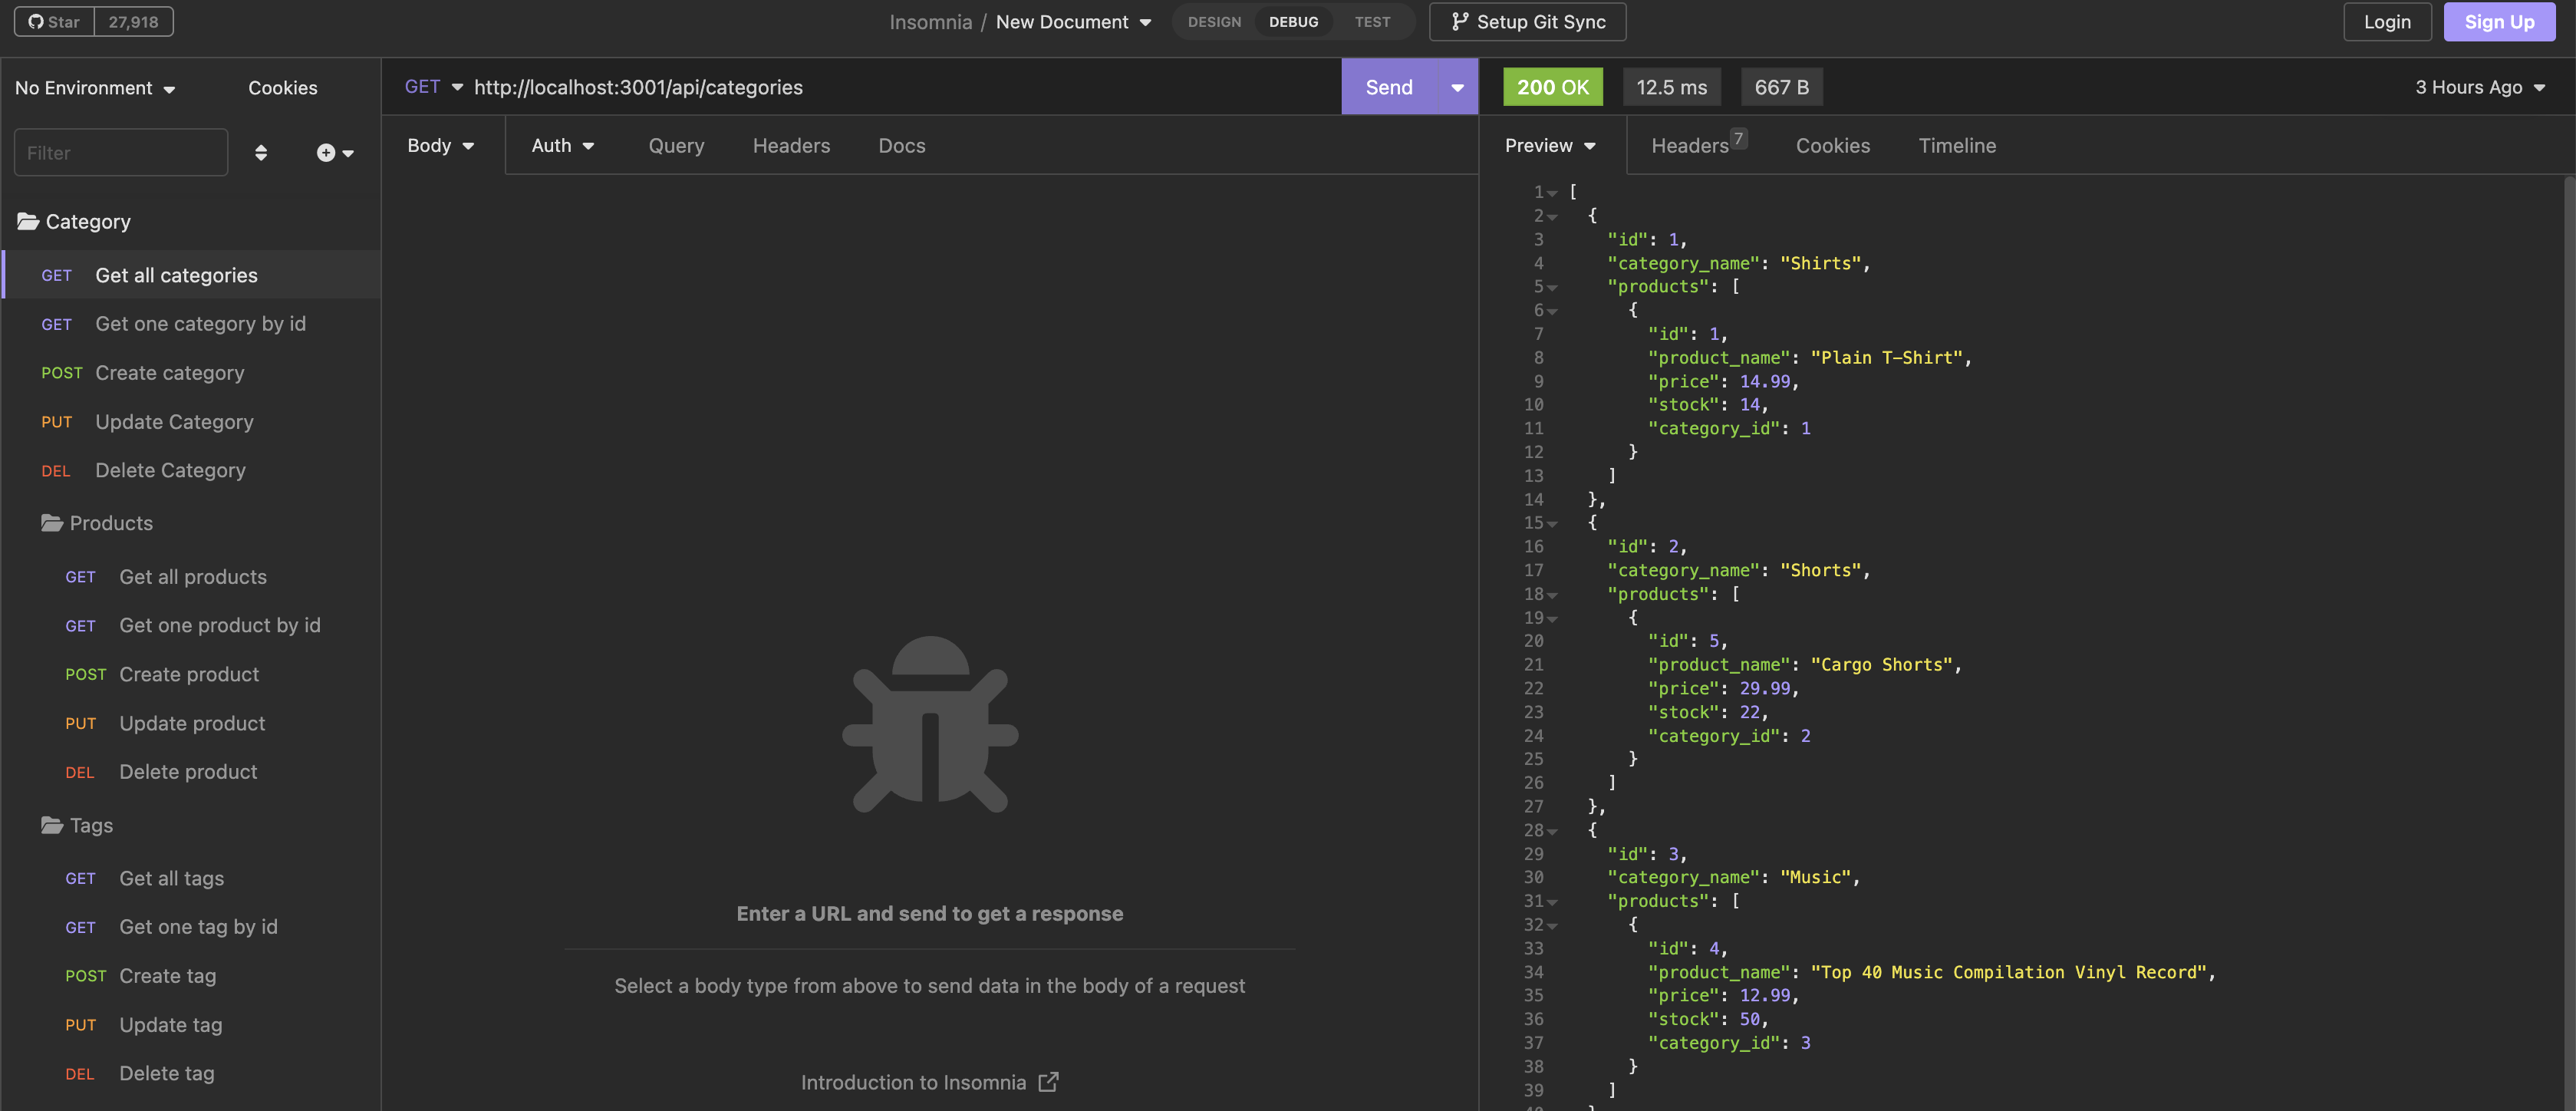 Star 27,918
Insomnia / New Document
DESIGN DEBUG TEST
Setup Git Sync
Login
Sign Up
No Environment
Cookies
Filter
Category
GET Get all categories
GET Get one category by id
POST Create category
PUT Update Category
DEL Delete Category
Products
GET Get all products
GET Get one product by id
POST Create product
PUT Update product
DEL Delete product
Tags
GET Get all tags
GET Get one tag by id
POST Create tag
PUT Update tag
DEL Delete tag
GET http://localhost:3001/api/categories
Send
Body Auth Query Headers Docs
Enter a URL and send to get a response
Select a body type from above to send data in the body of a request
Introduction to Insomnia
200 OK 12.5 ms 667 B
3 Hours Ago
Preview Headers 7 Cookies Timeline
1 [
2 {
3 "id": 1,
4 "category_name": "Shirts",
5 "products": [
6 {
7 "id": 1,
8 "product_name": "Plain T-Shirt",
9 "price": 14.99,
10 "stock": 14,
11 "category_id": 1
12 }
13 ]
14 },
15 {
16 "id": 2,
17 "category_name": "Shorts",
18 "products": [
19 {
20 "id": 5,
21 "product_name": "Cargo Shorts",
22 "price": 29.99,
23 "stock": 22,
24 "category_id": 2
25 }
26 ]
27 },
28 {
29 "id": 3,
30 "category_name": "Music",
31 "products": [
32 {
33 "id": 4,
34 "product_name": "Top 40 Music Compilation Vinyl Record",
35 "price": 12.99,
36 "stock": 50,
37 "category_id": 3
38 }
39 ]